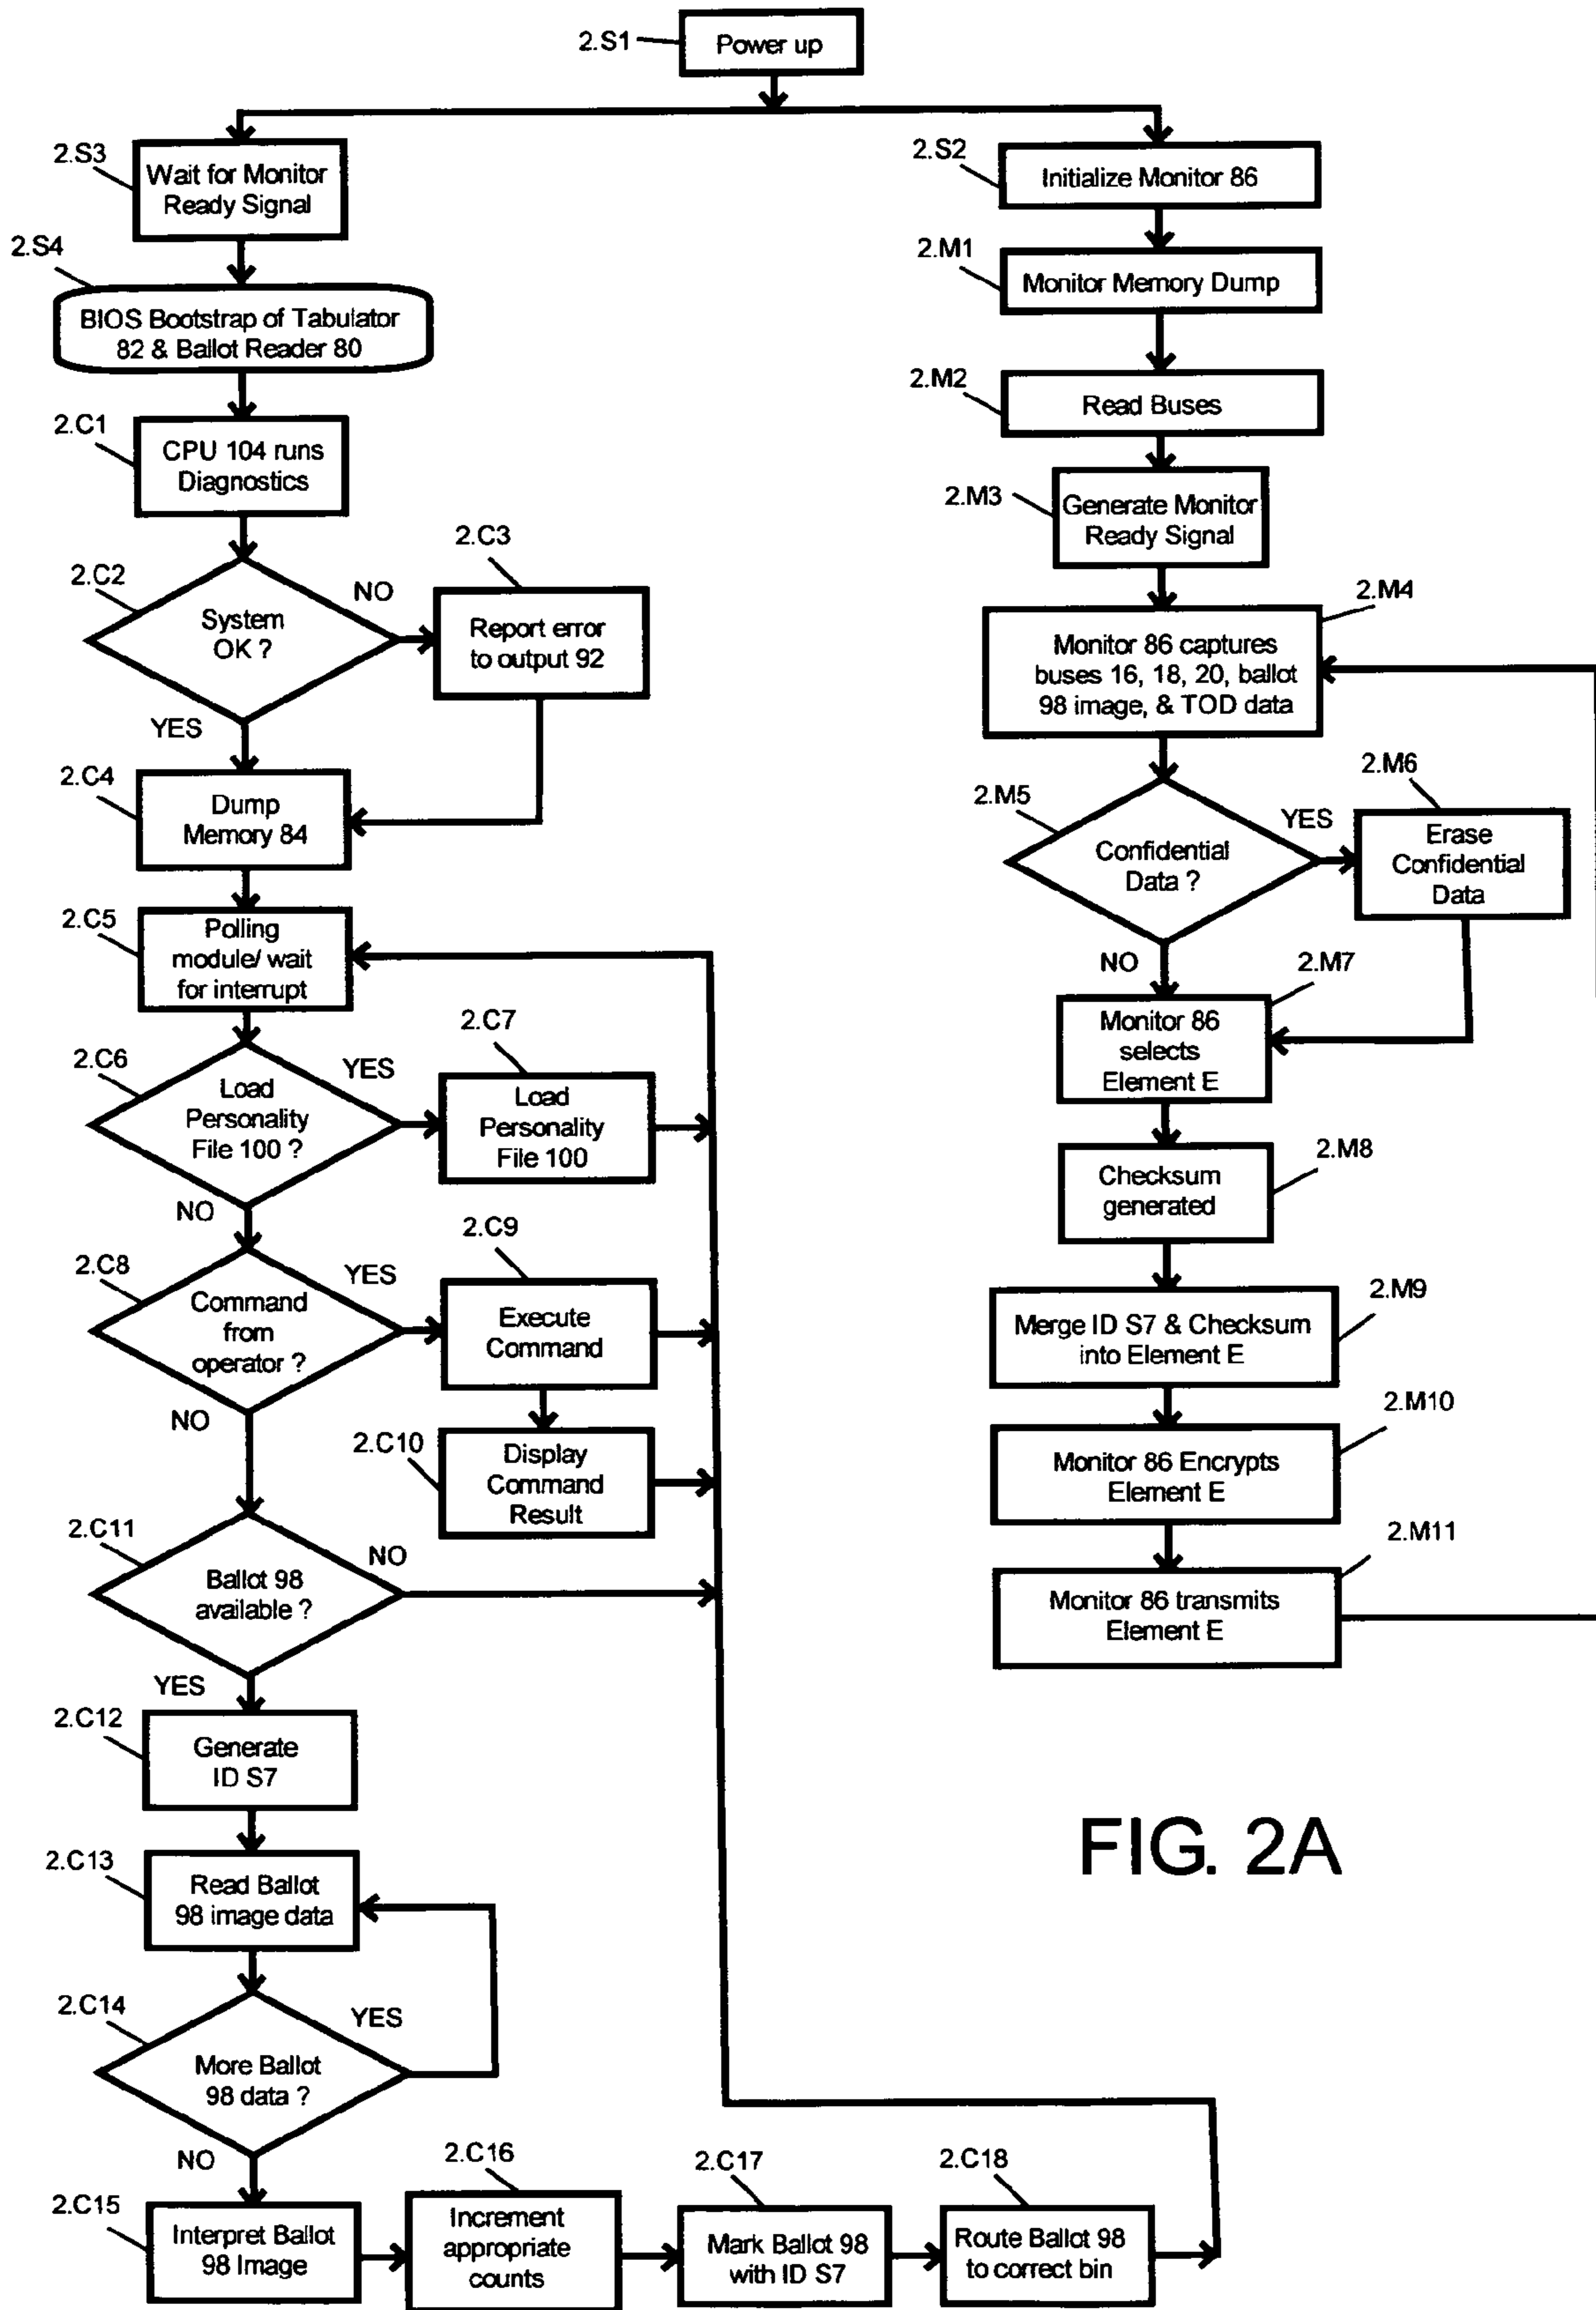 2.S1
Power up
2.S3
Wait for Monitor
Ready Signal
2.S4
BIOS Bootstrap of Tabulator
82 & Ballot Reader 80
2.C1
CPU 104 runs
Diagnostics
2.C2
System
OK ?
NO
YES
2.C3
Report error
to output 92
2.C4
Dump
Memory 84
2.C5
Polling
module/ wait
for interrupt
2.C6
Load
Personality
File 100 ?
YES
NO
2.C7
Load
Personality
File 100
2.C8
Command
from
operator ?
YES
NO
2.C9
Execute
Command
2.C10
Display
Command
Result
2.C11
Ballot 98
available ?
NO
YES
2.C12
Generate
ID S7
2.C13
Read Ballot
98 image data
2.C14
More Ballot
98 data ?
YES
NO
2.C15
Interpret Ballot
98 Image
2.C16
Increment
appropriate
counts
2.C17
Mark Ballot 98
with ID S7
2.C18
Route Ballot 98
to correct bin
2.S2
Initialize Monitor 86
2.M1
Monitor Memory Dump
2.M2
Read Buses
2.M3
Generate Monitor
Ready Signal
2.M4
Monitor 86 captures
buses 16, 18, 20, ballot
98 image, & TOD data
2.M5
Confidential
Data ?
YES
NO
2.M6
Erase
Confidential
Data
2.M7
Monitor 86
selects
Element E
2.M8
Checksum
generated
2.M9
Merge ID S7 & Checksum
into Element E
2.M10
Monitor 86 Encrypts
Element E
2.M11
Monitor 86 transmits
Element E
FIG. 2A